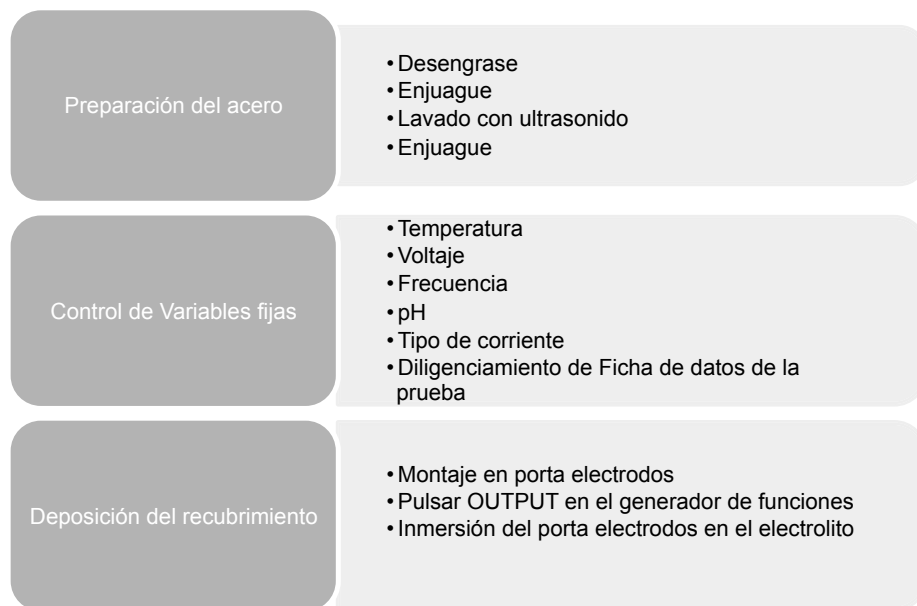 Preparación del acero
• Desengrase
• Enjuague
• Lavado con ultrasonido
• Enjuague
Control de Variables fijas
• Temperatura
• Voltaje
• Frecuencia
• pH
• Tipo de corriente
• Diligenciamiento de Ficha de datos de la
prueba
Deposición del recubrimiento
• Montaje en porta electrodos
• Pulsar OUTPUT en el generador de funciones
• Inmersión del porta electrodos en el electrolito